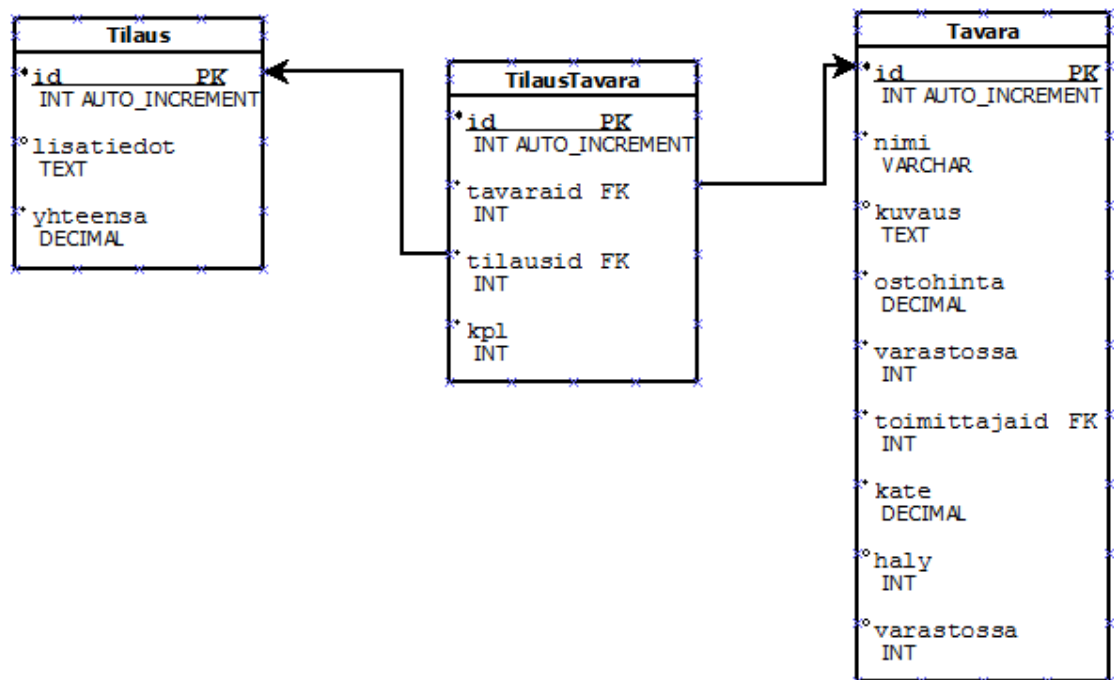 Tilaus
id PK
INT AUTO_INCREMENT
lisatiedot
TEXT
yhteensa
DECIMAL
TilausTavara
id PK
INT AUTO_INCREMENT
tavaraid FK
INT
tilausid FK
INT
kpl
INT
Tavara
id PK
INT AUTO_INCREMENT
nimi
VARCHAR
kuvaus
TEXT
ostohinta
DECIMAL
varastossa
INT
toimittajaid FK
INT
kate
DECIMAL
haly
INT
varastossa
INT